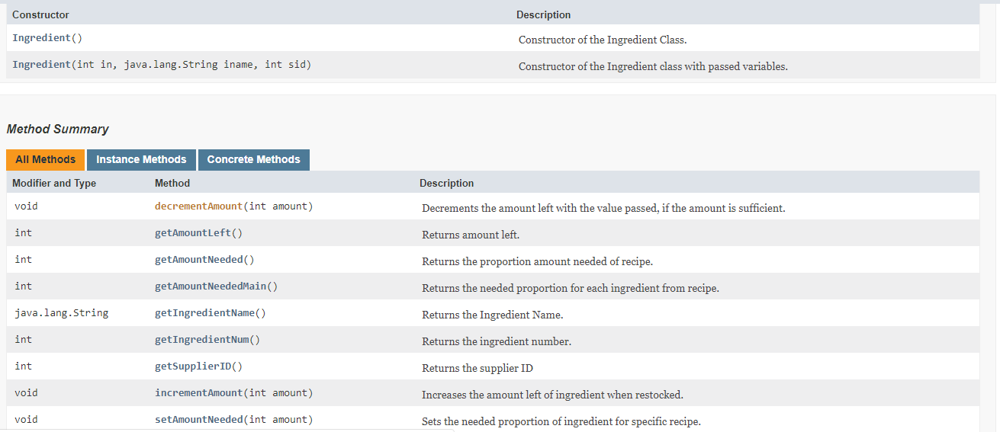 Constructor Description
Ingredient() Constructor of the Ingredient Class.
Ingredient(int in, java.lang.String iname, int sid) Constructor of the Ingredient class with passed variables.
Method Summary
All Methods Instance Methods Concrete Methods
Modifier and Type Method Description
void decrementAmount(int amount) Decrements the amount left with the value passed, if the amount is sufficient.
int getAmountLeft() Returns amount left.
int getAmountNeeded() Returns the proportion amount needed of recipe.
int getAmountNeededMain() Returns the needed proportion for each ingredient from recipe.
java.lang.String getIngredientName() Returns the Ingredient Name.
int getIngredientNum() Returns the ingredient number.
int getSupplierID() Returns the supplier ID
void incrementAmount(int amount) Increases the amount left of ingredient when restocked.
void setAmountNeeded(int amount) Sets the needed proportion of ingredient for specific recipe.